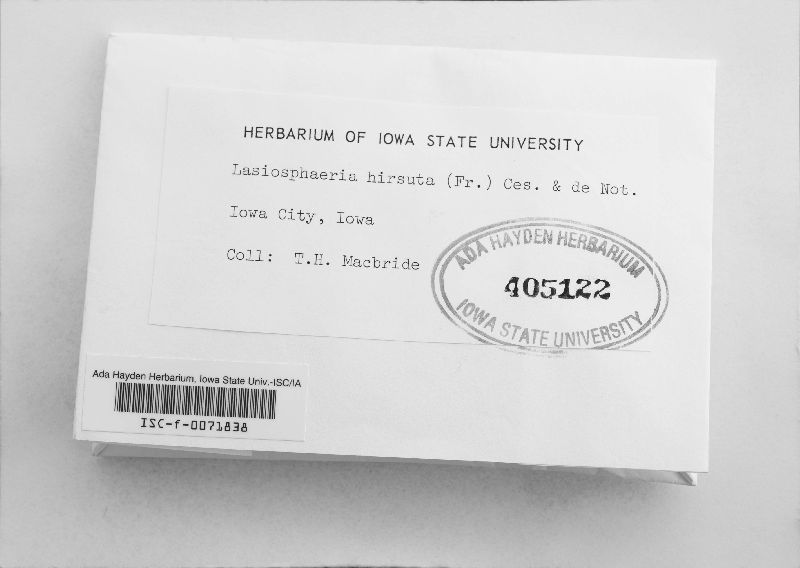 HERBARIUM OF IOWA STATE UNIVERSITY
Lasiosphaeria hirsuta (Fr.) Ces. & de Not.
Iowa City, Iowa
Coll: T.H. Macbride
ADA HAYDEN HERBARIUM
405122
IOWA STATE UNIVERSITY
Ada Hayden Herbarium, Iowa State Univ.-ISC/IA
ISC-f-0071838